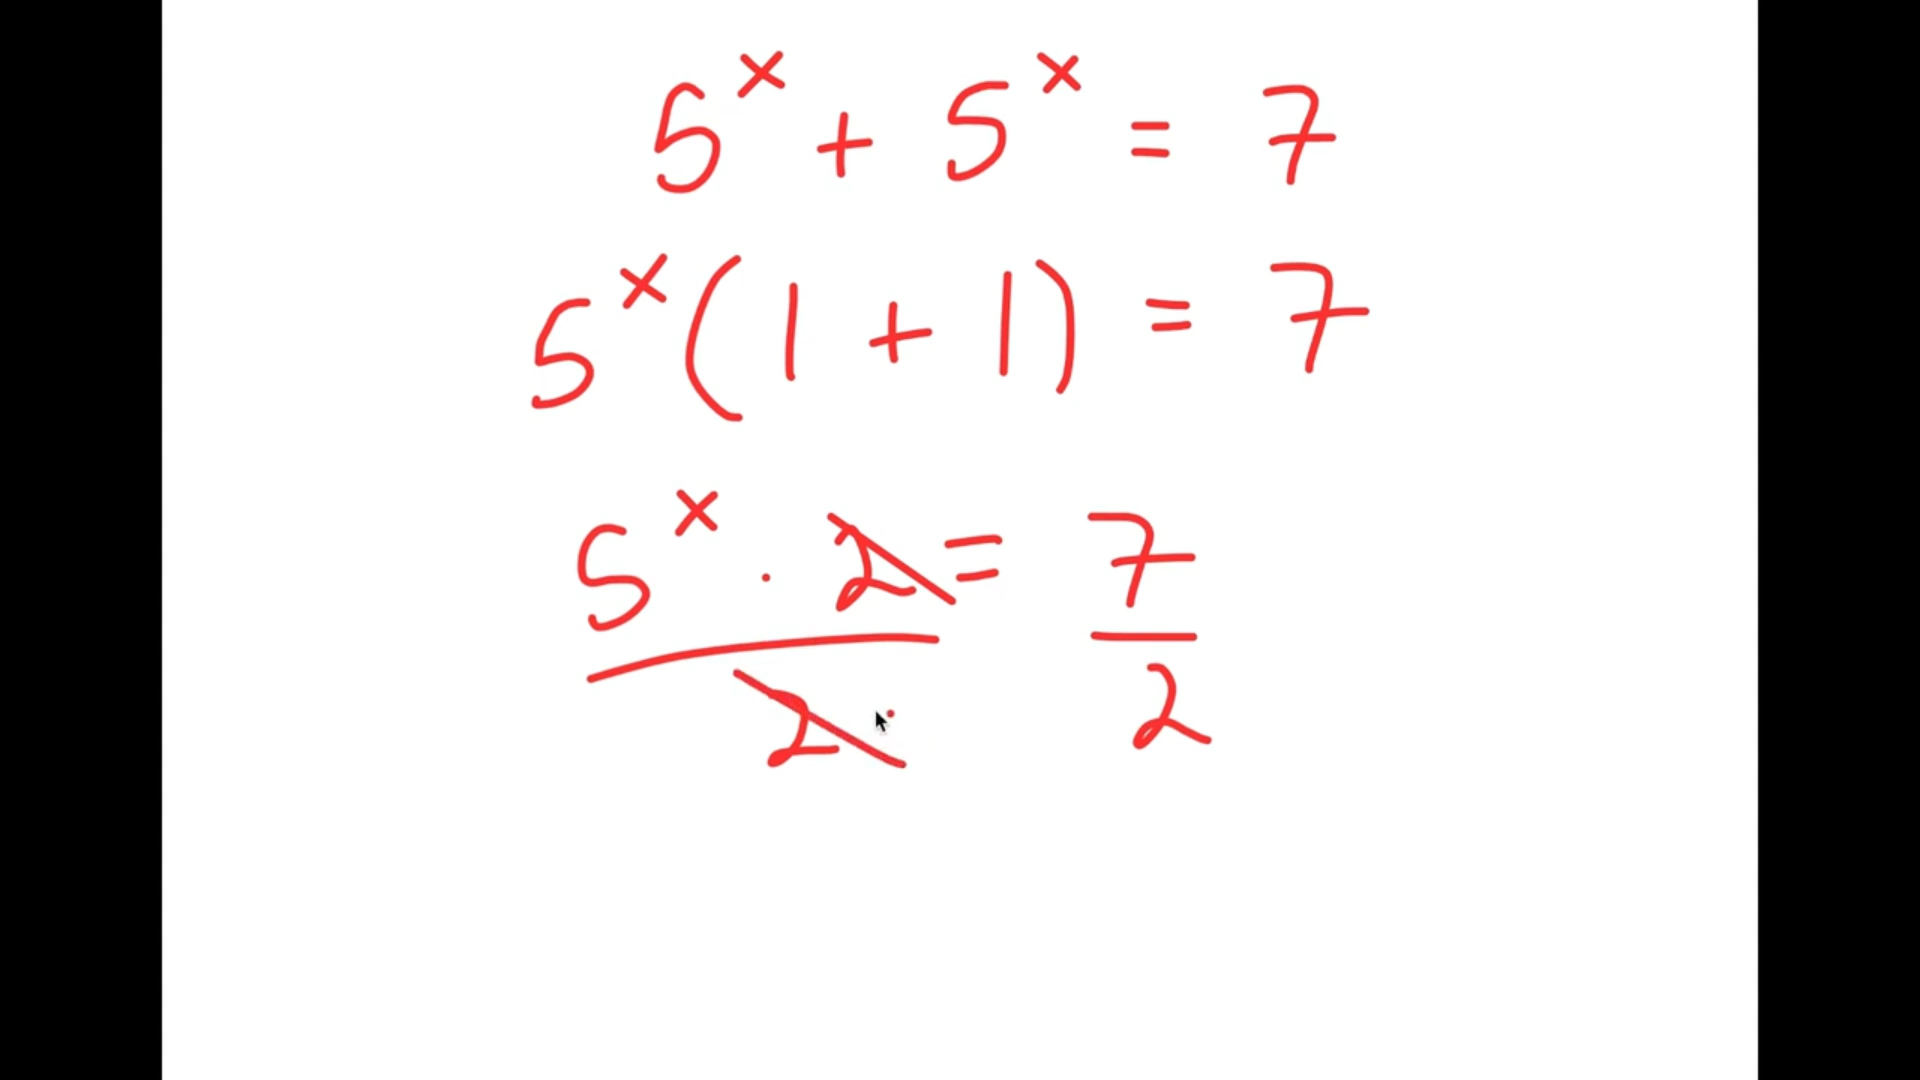 5^x + 5^x = 7
5^x(1 + 1) = 7
5^x · 2 = 7
2 2